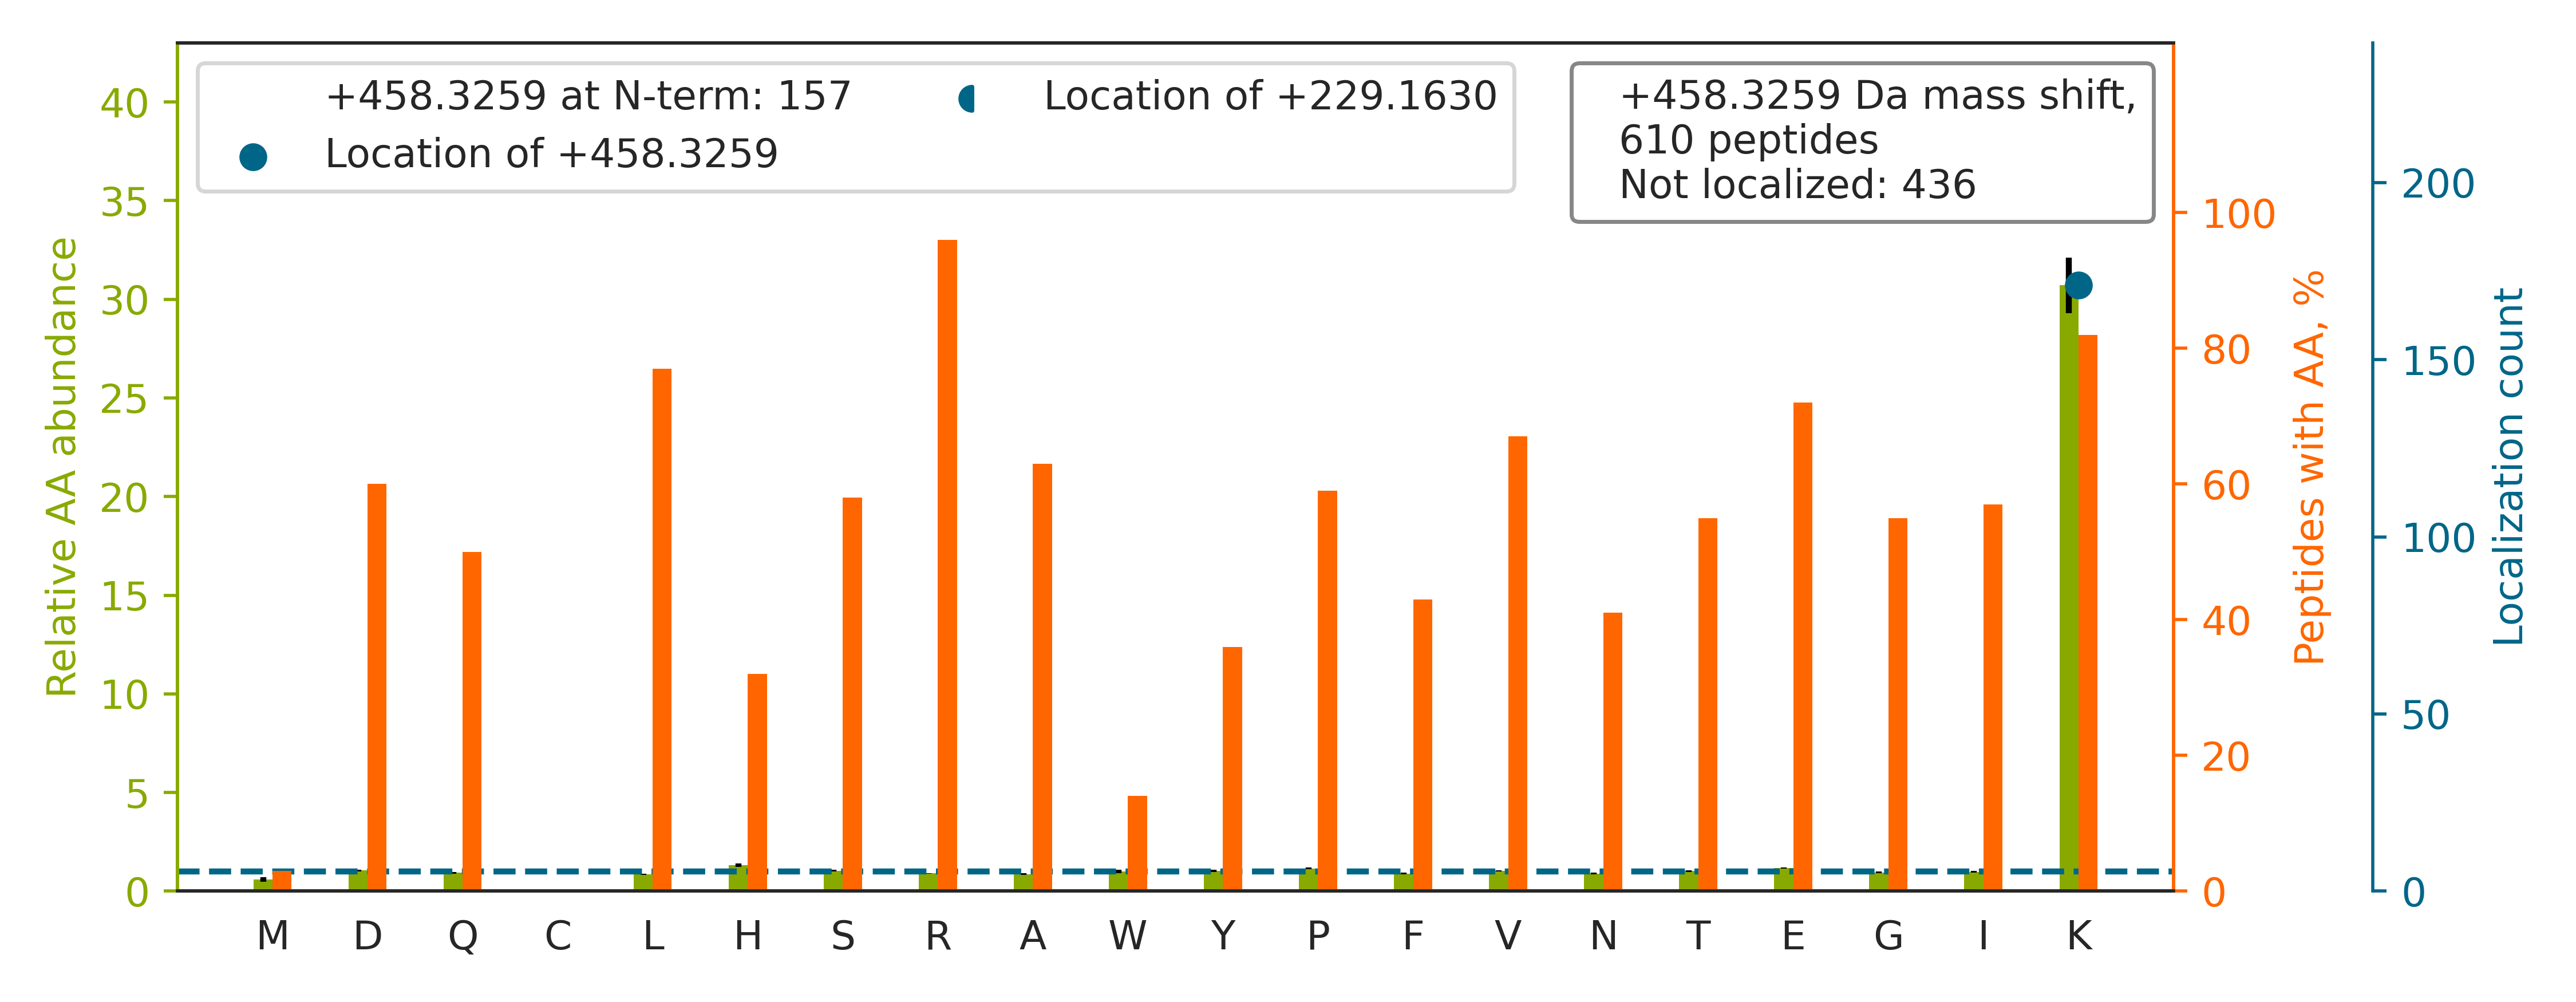 +458.3259 at N-term: 157
Location of +458.3259
Location of +229.1630
+458.3259 Da mass shift,
610 peptides
Not localized: 436
Relative AA abundance
40
35
30
25
20
15
10
5
0
100
80
60
40
20
0
Peptides with AA, %
200
150
100
50
0
Localization count
M D Q C L H S R A W Y P F V N T E G I K